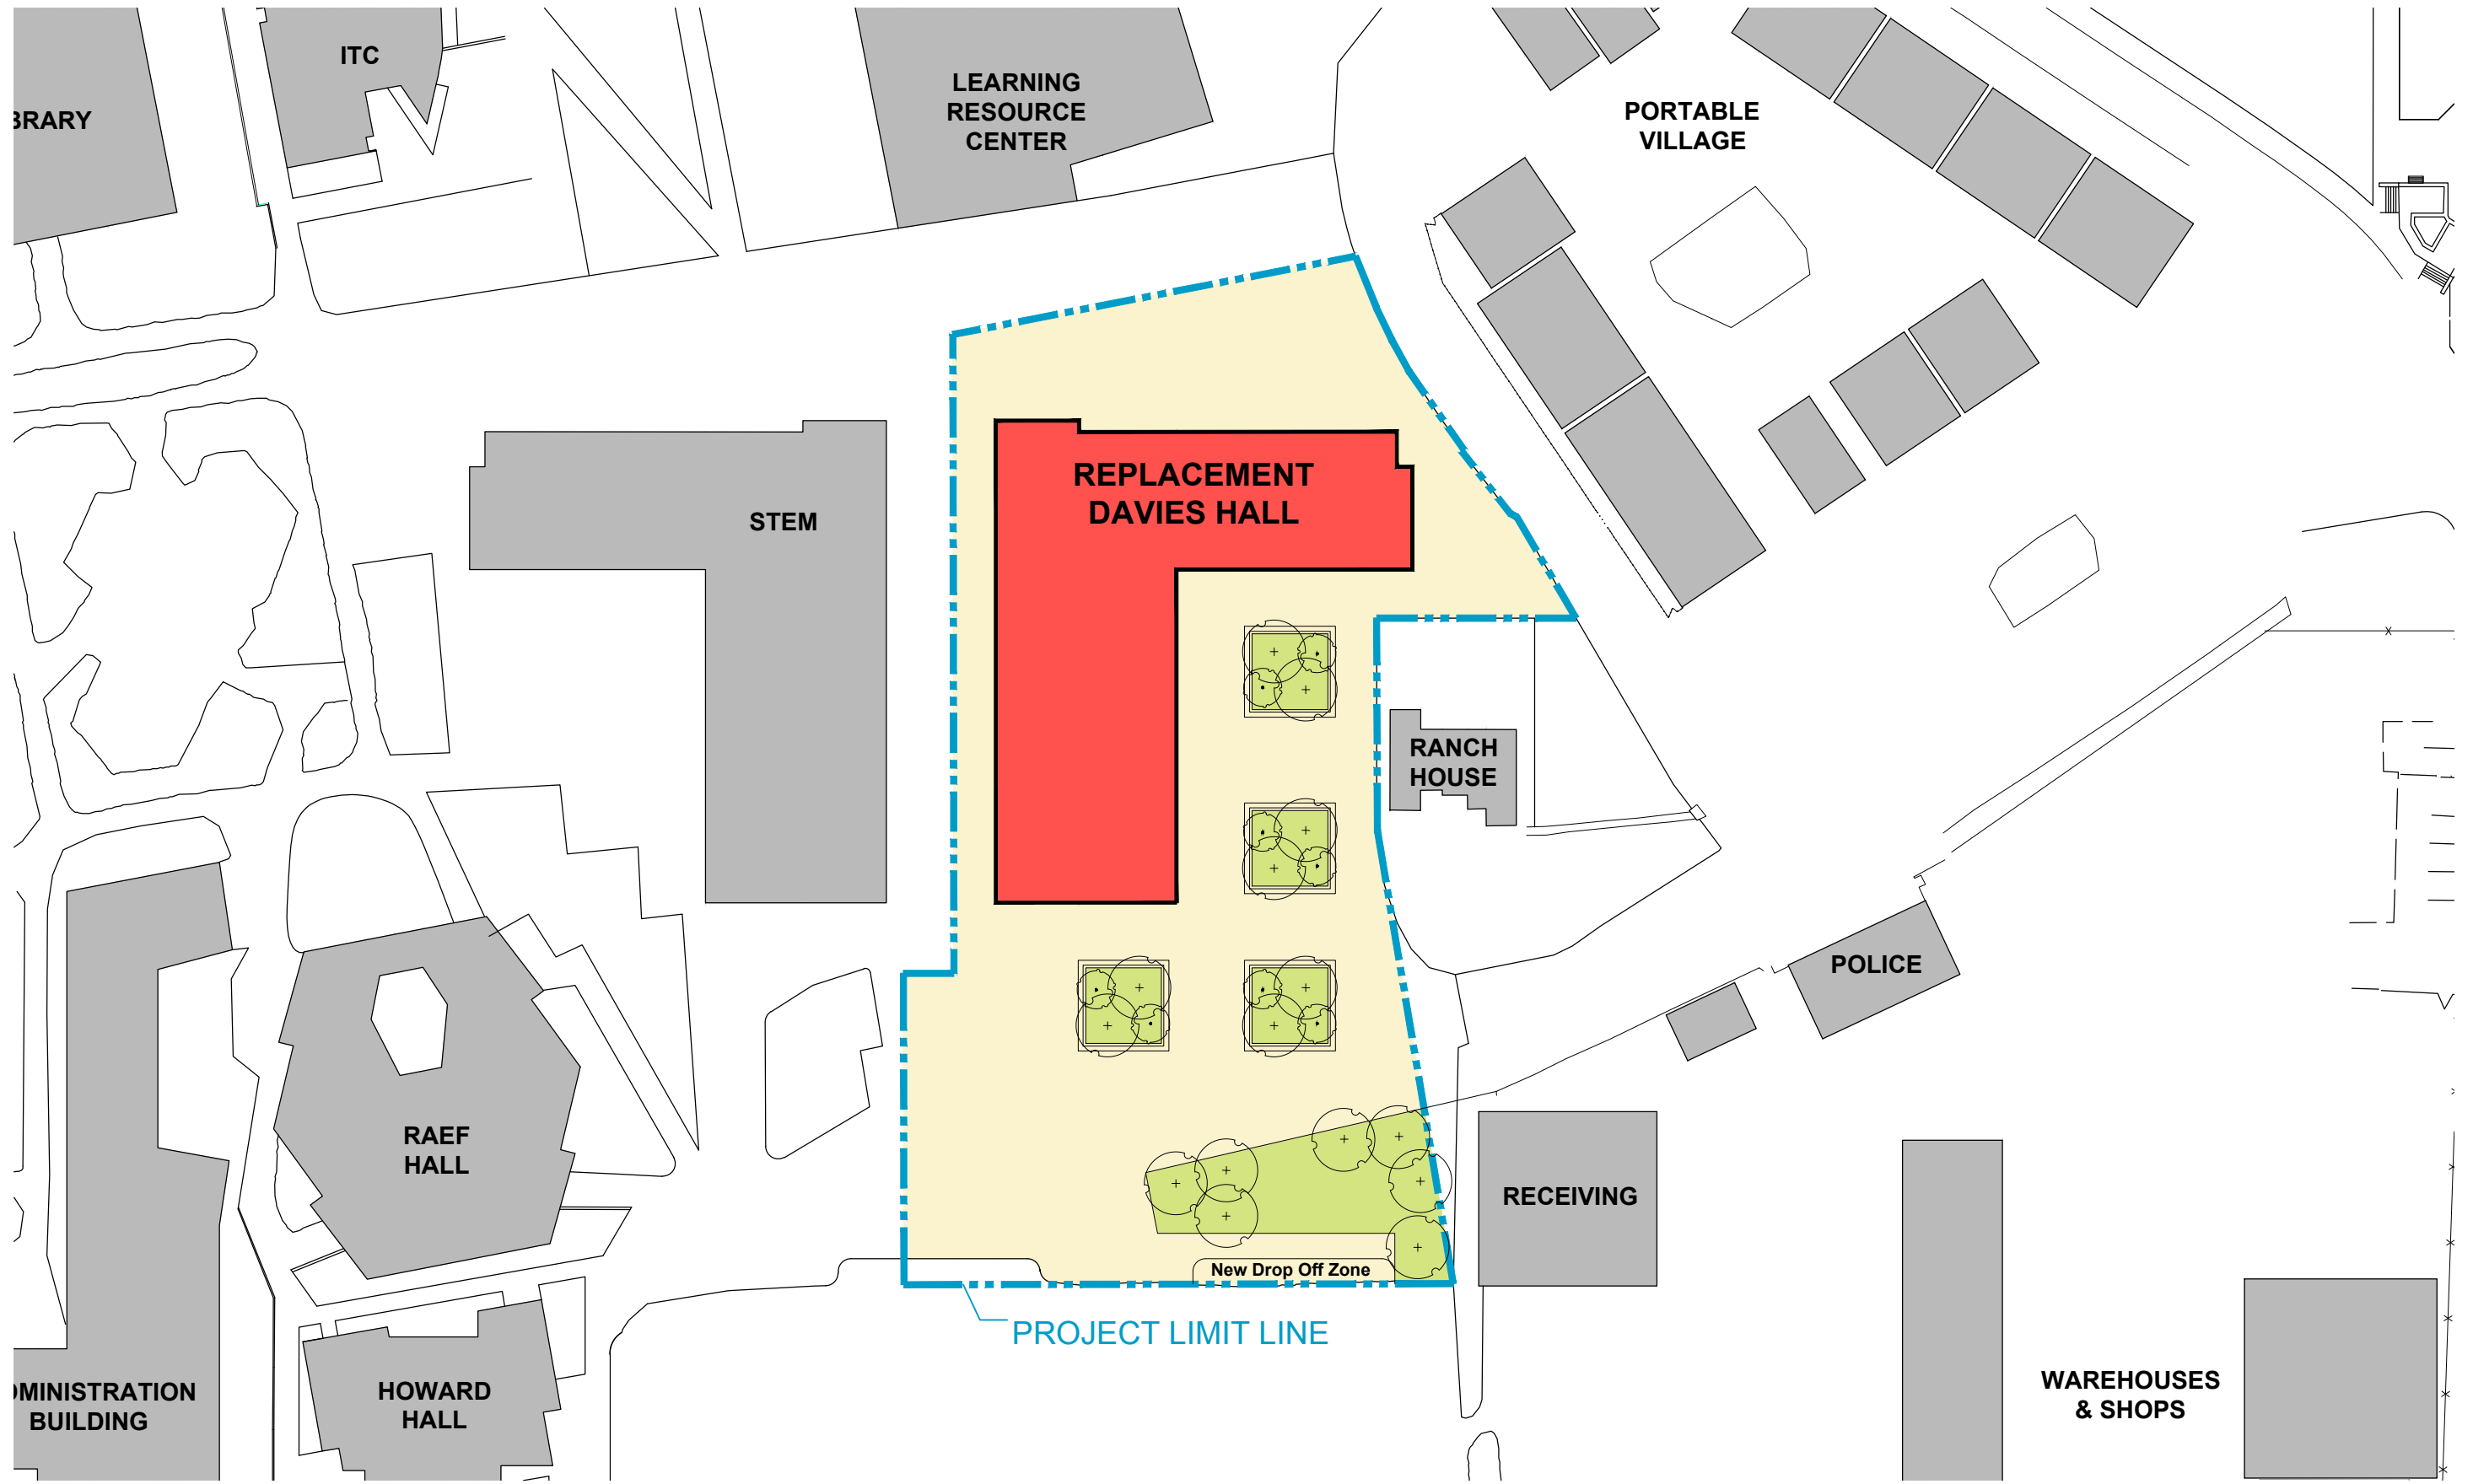 ITC
BRARY
LEARNING
RESOURCE
CENTER
PORTABLE
VILLAGE
REPLACEMENT
DAVIES HALL
STEM
RANCH
HOUSE
POLICE
RAEF
HALL
RECEIVING
New Drop Off Zone
PROJECT LIMIT LINE
MINISTRATION
BUILDING
HOWARD
HALL
WAREHOUSES
& SHOPS